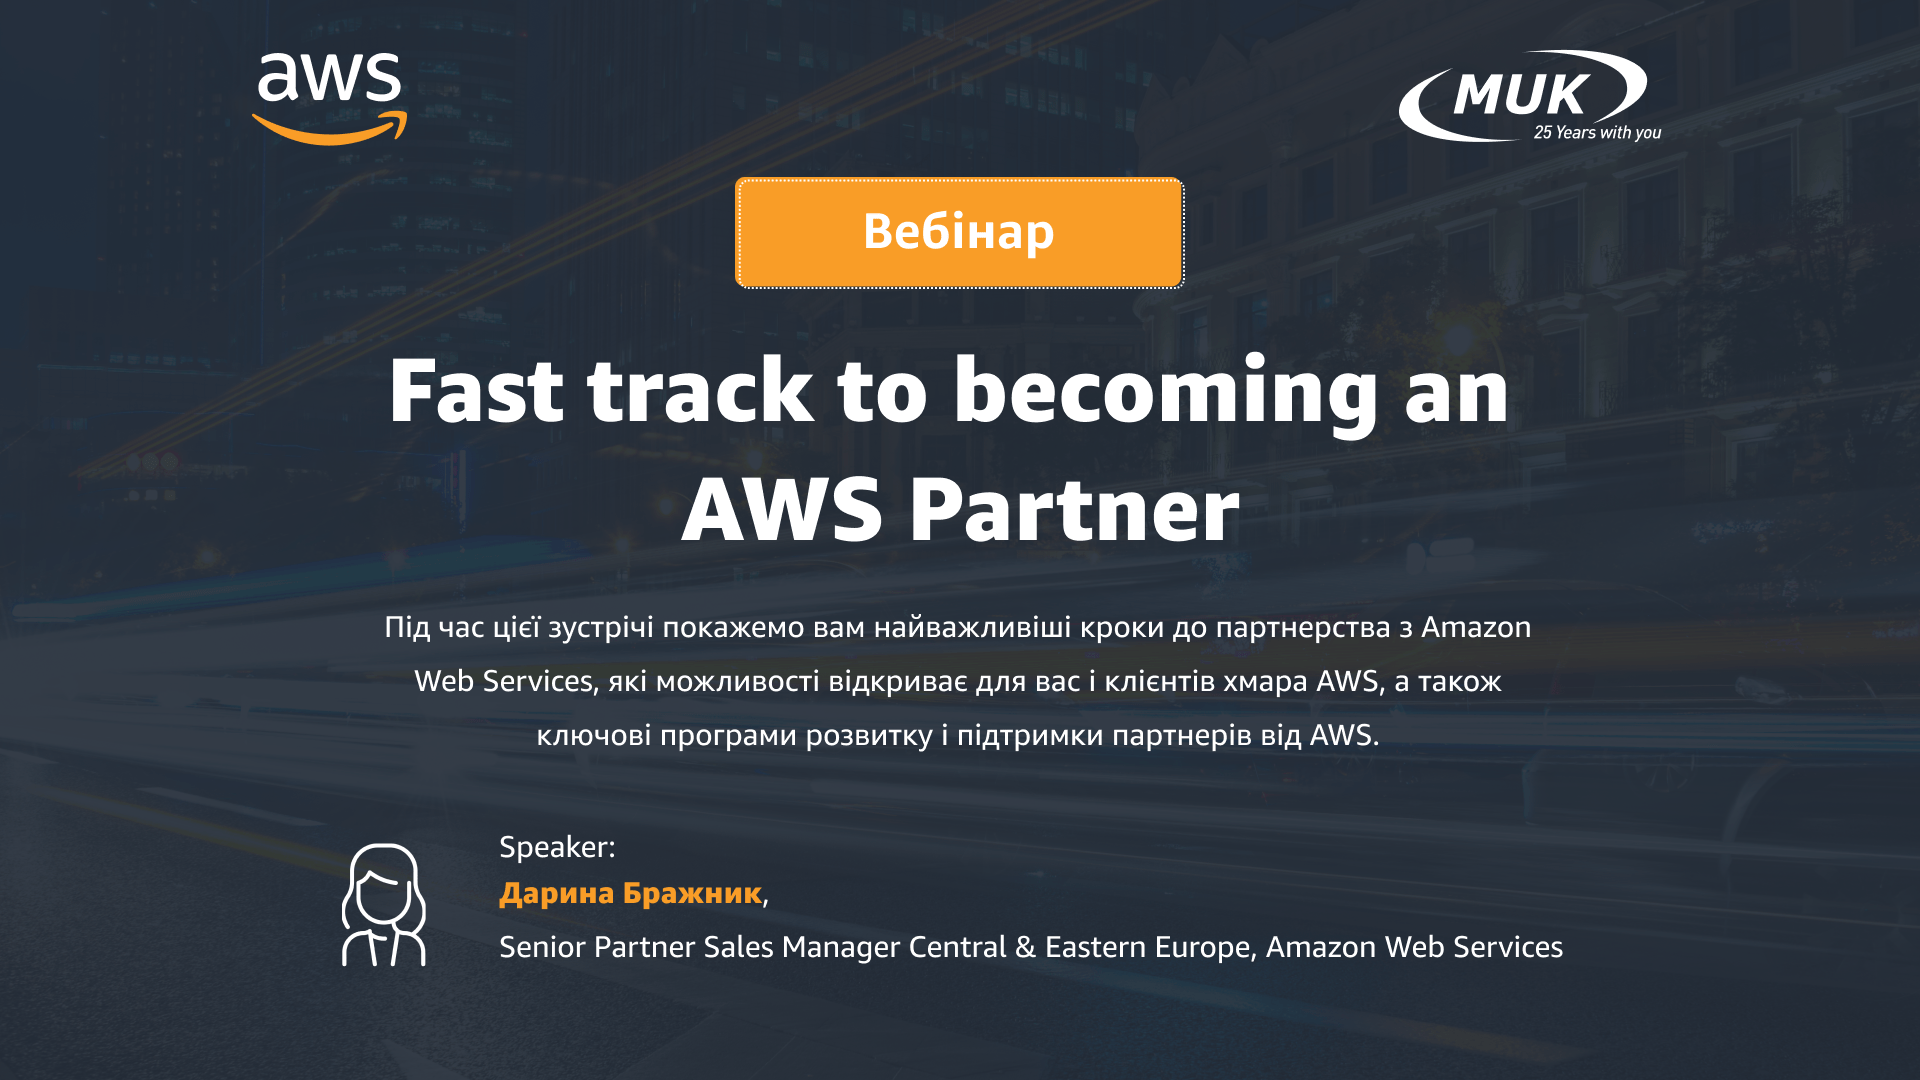 aws
MUK
25 Years with you
Вебінар
Fast track to becoming an
AWS Partner
Під час цієї зустрічі покажемо вам найважливіші кроки до партнерства з Amazon
Web Services, які можливості відкриває для вас і клієнтів хмара AWS, а також
ключові програми розвитку і підтримки партнерів від AWS.
Speaker:
Дарина Бражник,
Senior Partner Sales Manager Central & Eastern Europe, Amazon Web Services